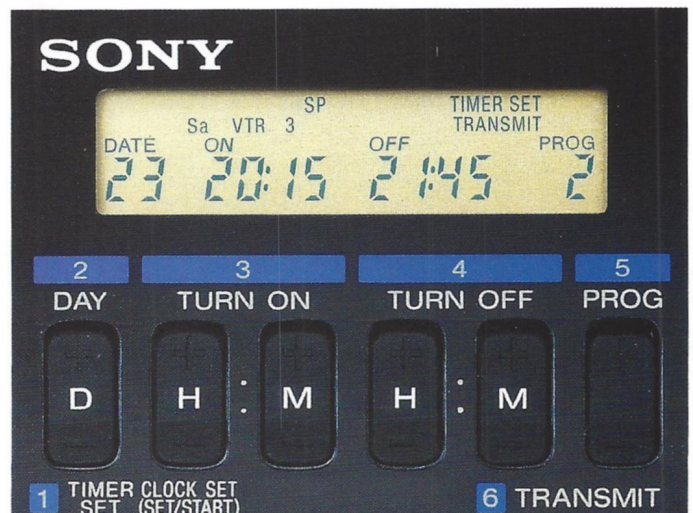 SONY
SP TIMER SET
Sa VTR 3 TRANSMIT
DATE ON OFF PROG
23 20:15 21:45 2
2 3 4 5
DAY TURN ON TURN OFF PROG
D H : M H : M
1 TIMER SET CLOCK SET (SET/START) 6 TRANSMIT